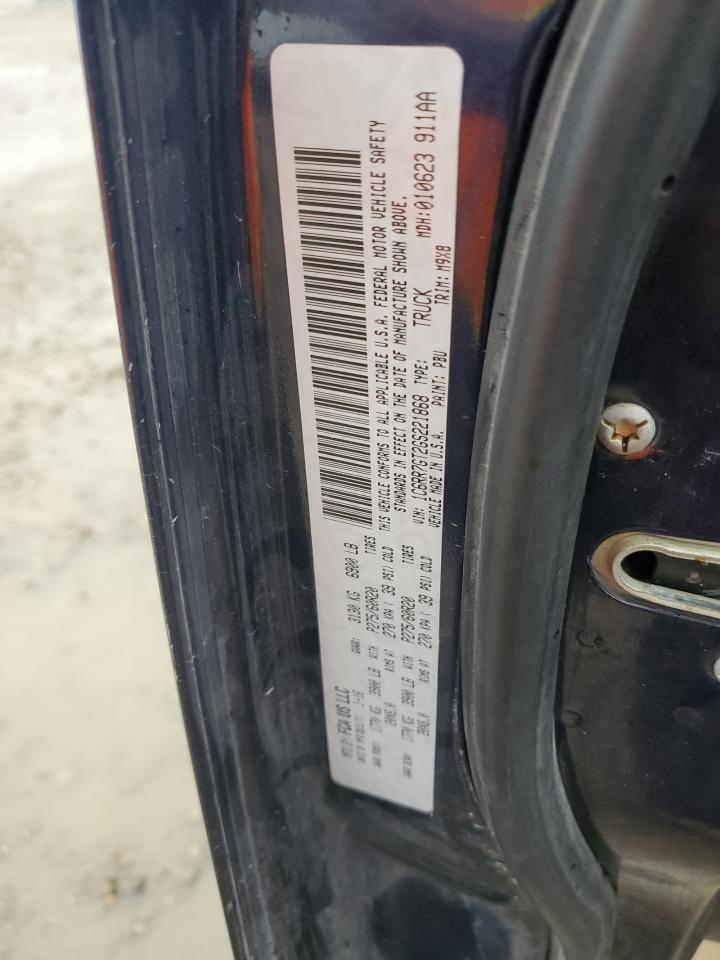 MFD BY: FCA US LLC
DATE OF MFR: 1-16 GVWR: 3130 KG 6900 LB
GAWR FRONT: 1770 KG 3900 LB WITH P275/60R20 TIRES
20X8.0 RIMS AT 270 KPA ( 39 PSI) COLD
GAWR REAR: 1770 KG 3900 LB WITH P275/60R20 TIRES
20X8.0 RIMS AT 270 KPA ( 39 PSI) COLD
THIS VEHICLE CONFORMS TO ALL APPLICABLE U.S.A. FEDERAL MOTOR VEHICLE SAFETY
STANDARDS IN EFFECT ON THE DATE OF MANUFACTURE SHOWN ABOVE.
VIN: 1C6RR7GT2GS221868 TYPE: TRUCK MDH:010623 911AA
VEHICLE MADE IN U.S.A. PAINT: PBU TRIM: M9X8